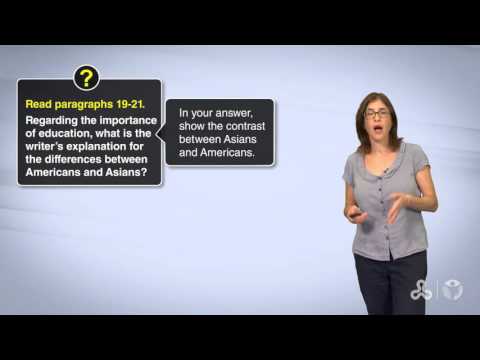 ?
Read paragraphs 19-21.
Regarding the importance
of education, what is the
writer's explanation for
the differences between
Americans and Asians?
In your answer,
show the contrast
between Asians
and Americans.